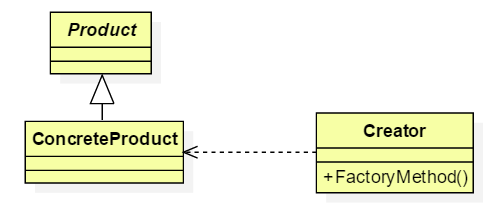 Product
ConcreteProduct
Creator
+FactoryMethod()